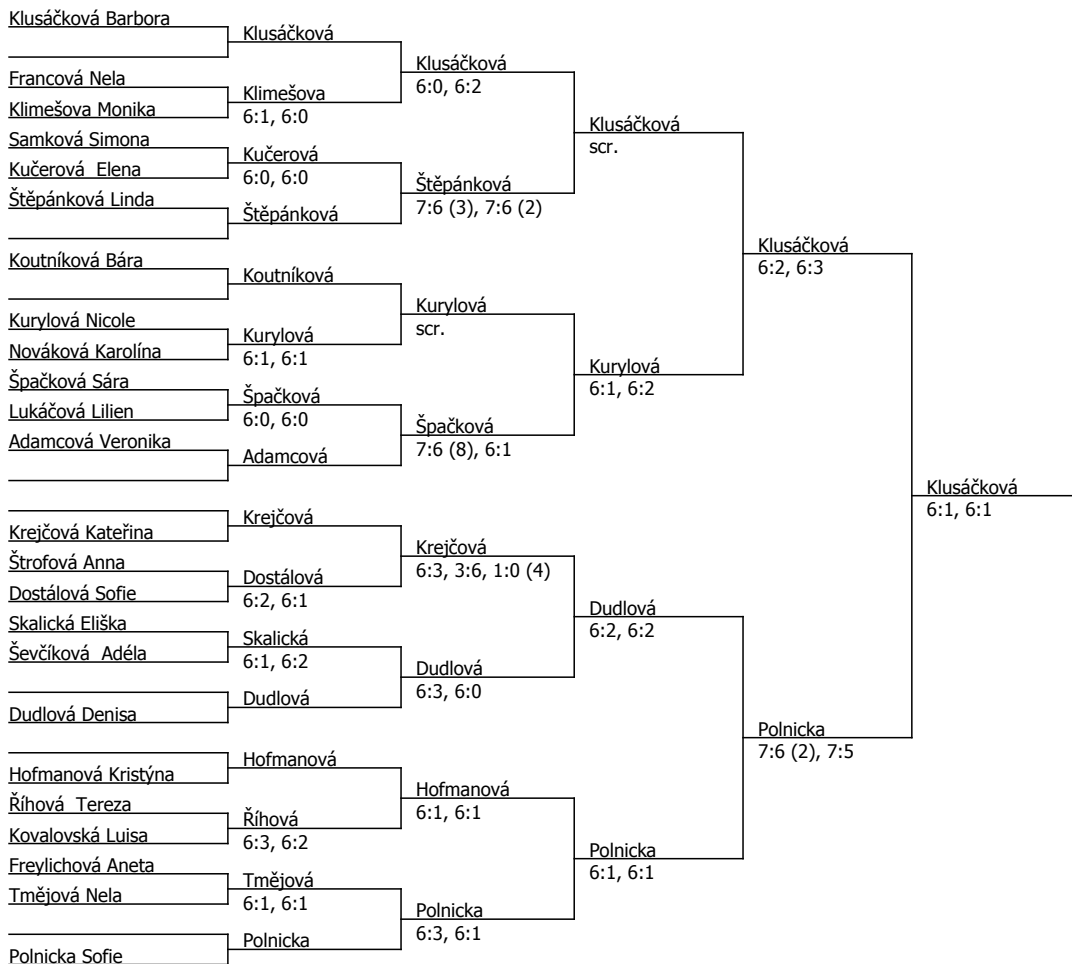 Klusáčková Barbora
Klusáčková
Klusáčková
6:0, 6:2
Francová Nela
Klimešova
6:1, 6:0
Klimešova Monika
Klusáčková
scr.
Samková Simona
Kučerová
6:0, 6:0
Kučerová  Elena
Štěpánková
7:6 (3), 7:6 (2)
Štěpánková Linda
Štěpánková
Klusáčková
6:2, 6:3
Koutníková Bára
Koutníková
Kurylová
scr.
Kurylová Nicole
Kurylová
6:1, 6:1
Nováková Karolína
Kurylová
6:1, 6:2
Špačková Sára
Špačková
6:0, 6:0
Lukáčová Lilien
Špačková
7:6 (8), 6:1
Adamcová Veronika
Adamcová
Klusáčková
6:1, 6:1
Krejčová
Krejčová Kateřina
Krejčová
6:3, 3:6, 1:0 (4)
Štrofová Anna
Dostálová
6:2, 6:1
Dostálová Sofie
Dudlová
6:2, 6:2
Skalická Eliška
Skalická
6:1, 6:2
Ševčíková  Adéla
Dudlová
6:3, 6:0
Dudlová
Dudlová Denisa
Polnicka
7:6 (2), 7:5
Hofmanová
Hofmanová Kristýna
Hofmanová
6:1, 6:1
Říhová  Tereza
Říhová
6:3, 6:2
Kovalovská Luisa
Polnicka
6:1, 6:1
Freylichová Aneta
Tmějová
6:1, 6:1
Tmějová Nela
Polnicka
6:3, 6:1
Polnicka
Polnicka Sofie